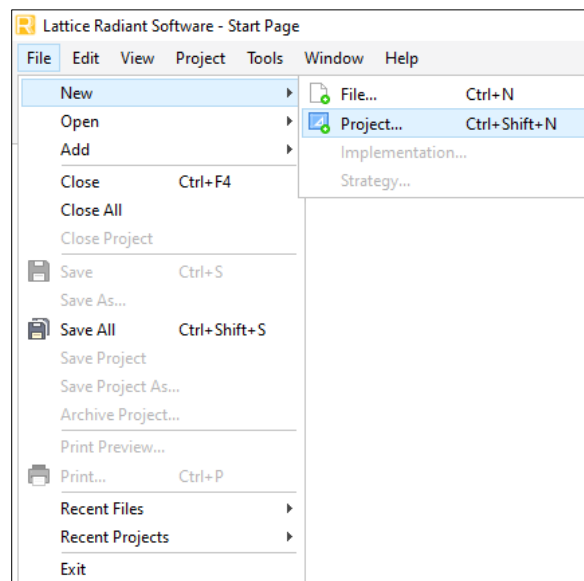 Lattice Radiant Software - Start Page
File Edit View Project Tools Window Help
New
File... Ctrl+N
Open
Project... Ctrl+Shift+N
Add
Implementation...
Close Ctrl+F4
Strategy...
Close All
Close Project
Save Ctrl+S
Save As...
Save All Ctrl+Shift+S
Save Project
Save Project As...
Archive Project...
Print Preview...
Print... Ctrl+P
Recent Files
Recent Projects
Exit